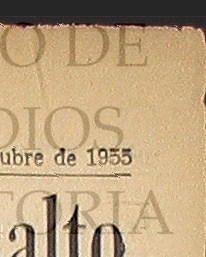 O DE
DIOS
ubre de 1955
TORIA
alto